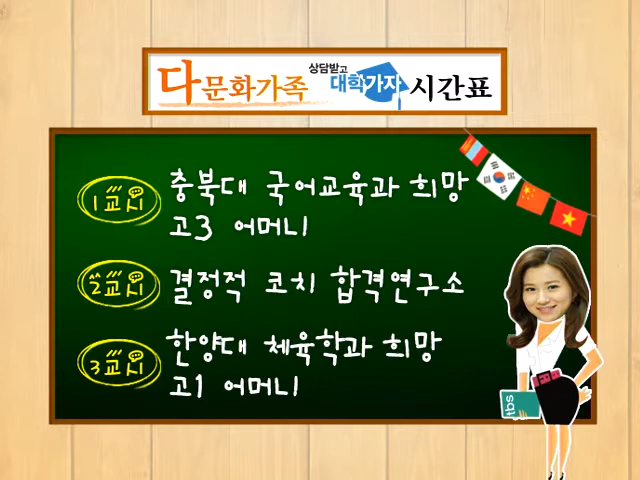 다문화가족 상담받고 대학가자 시간표
1교시
충북대 국어교육과 희망
고3 어머니
2교시
결정적 코치 합격연구소
3교시
한양대 체육학과 희망
고1 어머니
tbs